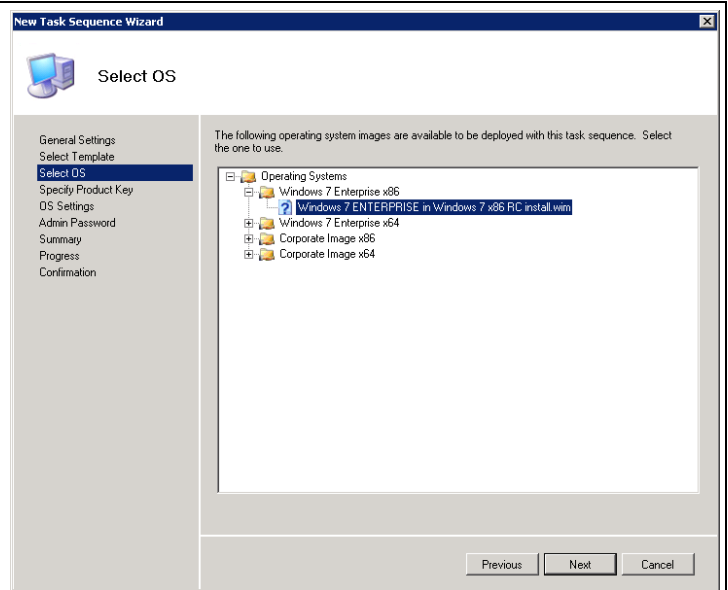 New Task Sequence Wizard
Select OS
General Settings
Select Template
Select OS
Specify Product Key
OS Settings
Admin Password
Summary
Progress
Confirmation
The following operating system images are available to be deployed with this task sequence. Select
the one to use.
Operating Systems
Windows 7 Enterprise x86
Windows 7 ENTERPRISE in Windows 7 x86 RC install.wim
Windows 7 Enterprise x64
Corporate Image x86
Corporate Image x64
Previous
Next
Cancel